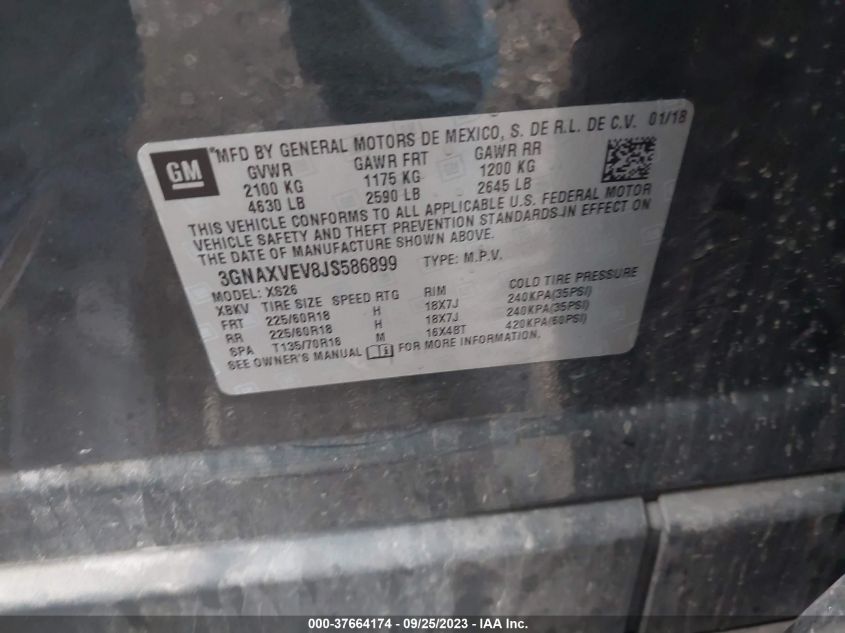 GM
MFD BY GENERAL MOTORS DE MEXICO, S. DE R.L. DE C.V. 01/18
GVWR GAWR FRT GAWR RR
2100 KG 1175 KG 1200 KG
4630 LB 2590 LB 2645 LB
THIS VEHICLE CONFORMS TO ALL APPLICABLE U.S. FEDERAL MOTOR
VEHICLE SAFETY AND THEFT PREVENTION STANDARDS IN EFFECT ON
THE DATE OF MANUFACTURE SHOWN ABOVE.
3GNAXVEV8JS586899 TYPE: M.P.V.
MODEL: XS26
XBKV TIRE SIZE SPEED RTG RIM COLD TIRE PRESSURE
FRT 225/60R18 H 18X7J 240KPA(35PSI)
RR 225/60R18 H 18X7J 240KPA(35PSI)
SPA T135/70R16 M 16X4BT 420KPA(60PSI)
SEE OWNER'S MANUAL FOR MORE INFORMATION.
000-37664174 - 09/25/2023 - IAA Inc.